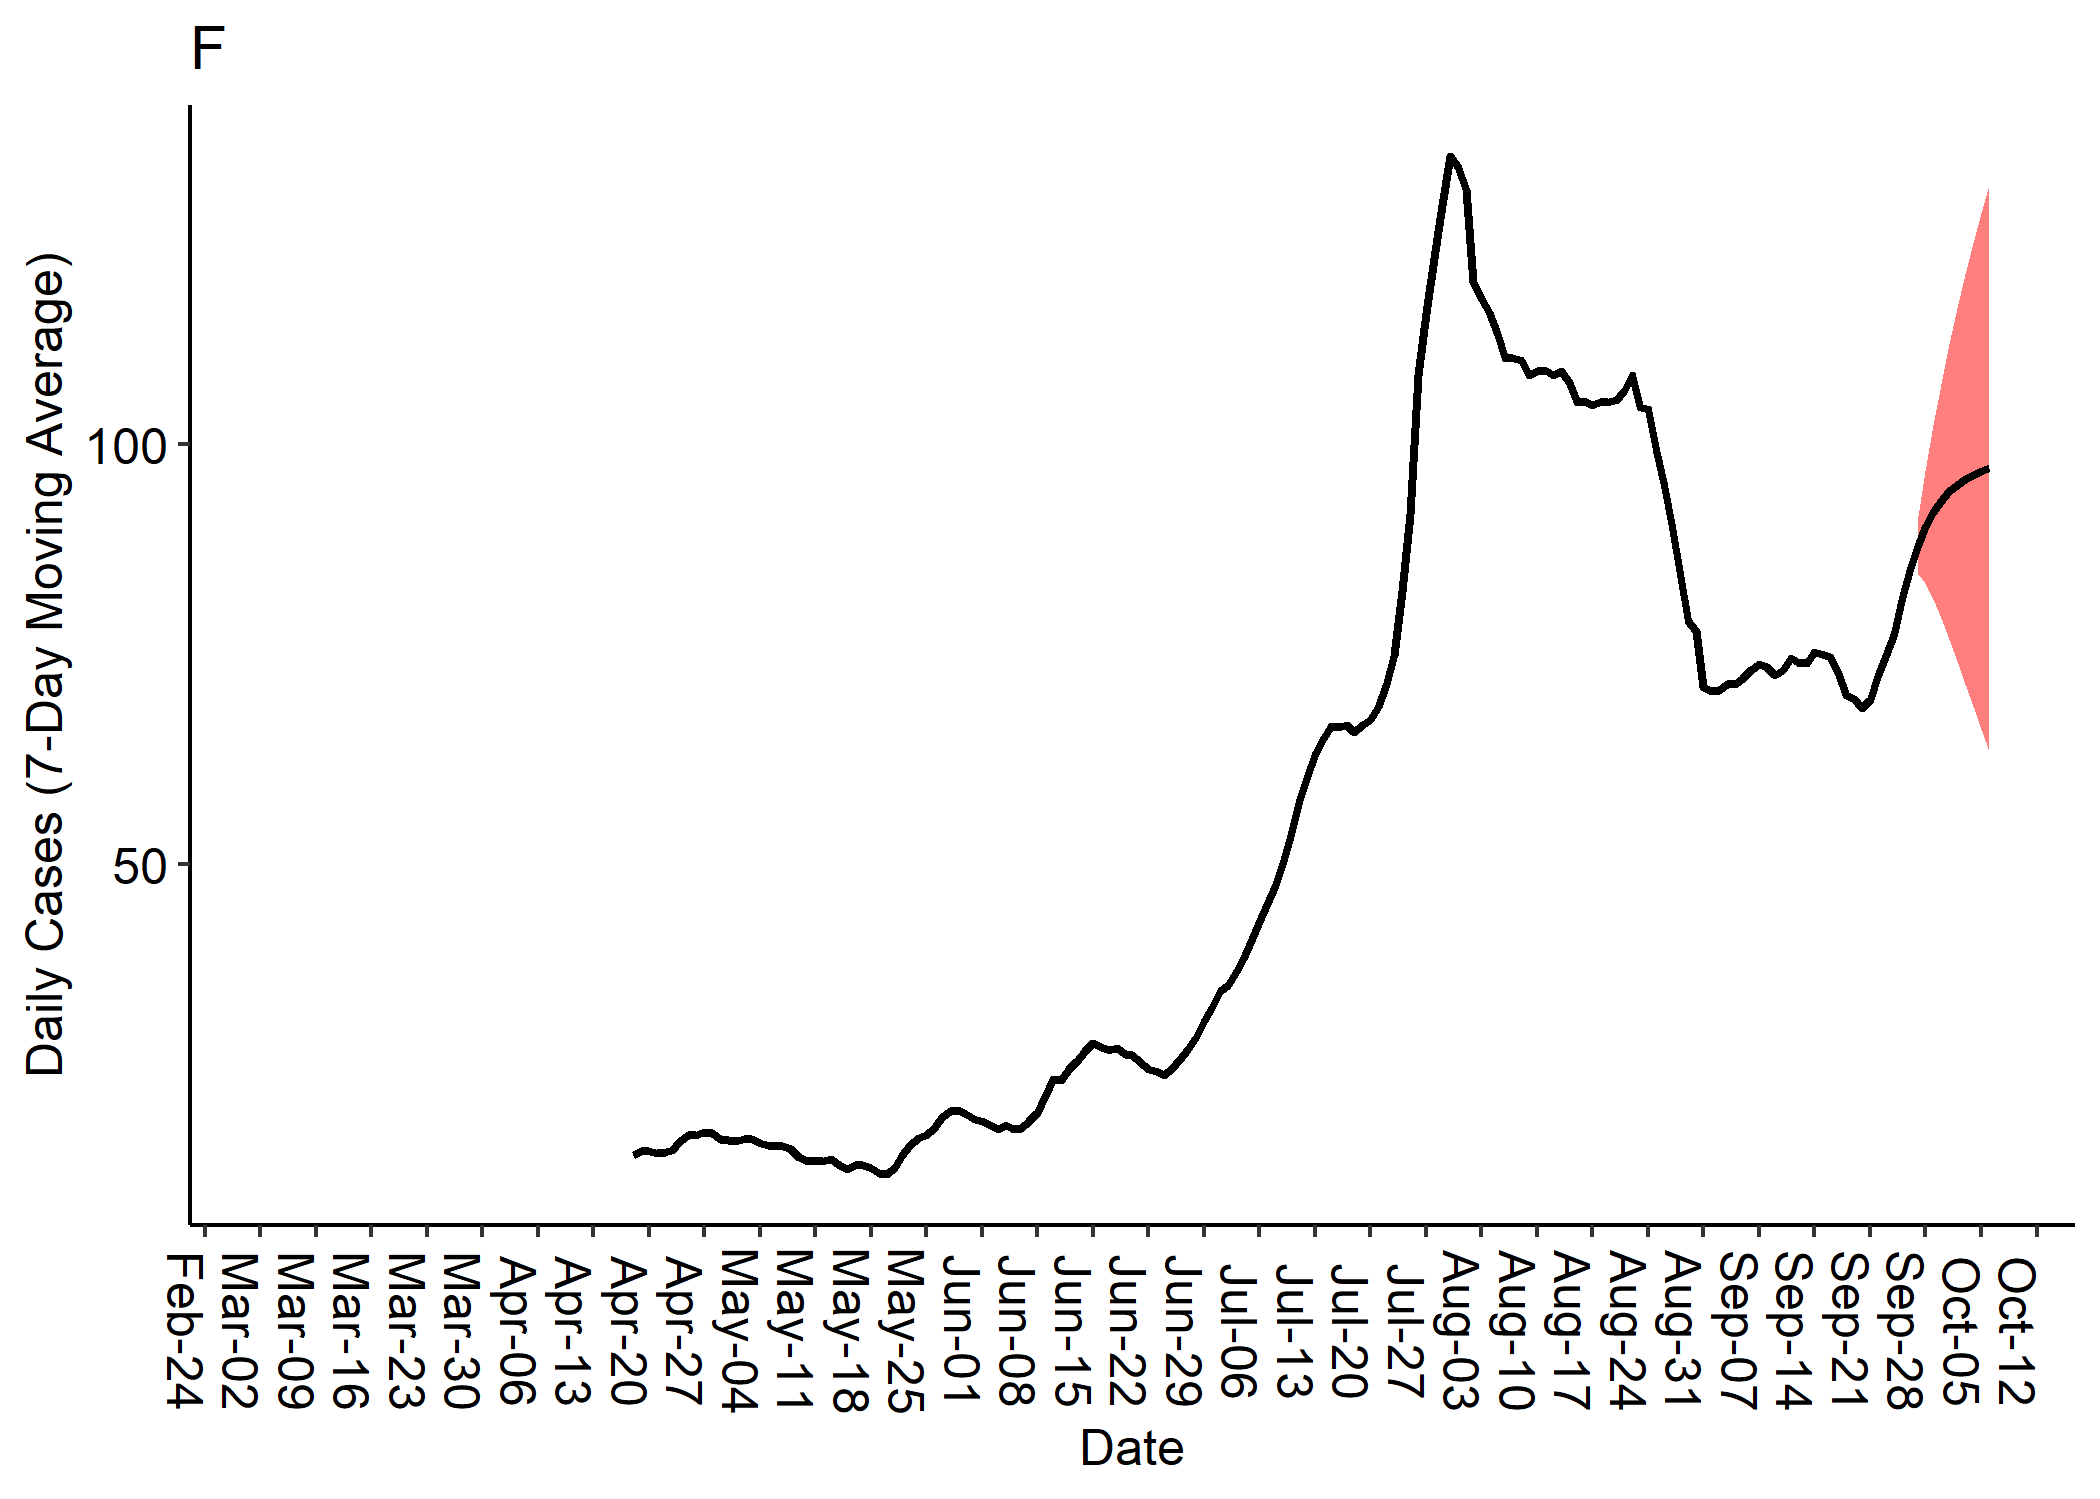 F
Daily Cases (7-Day Moving Average)
100
50
Feb-24
Mar-02
Mar-09
Mar-16
Mar-23
Mar-30
Apr-06
Apr-13
Apr-20
Apr-27
May-04
May-11
May-18
May-25
Jun-01
Jun-08
Jun-15
Jun-22
Jun-29
Jul-06
Jul-13
Jul-20
Jul-27
Aug-03
Aug-10
Aug-17
Aug-24
Aug-31
Sep-07
Sep-14
Sep-21
Sep-28
Oct-05
Oct-12
Date